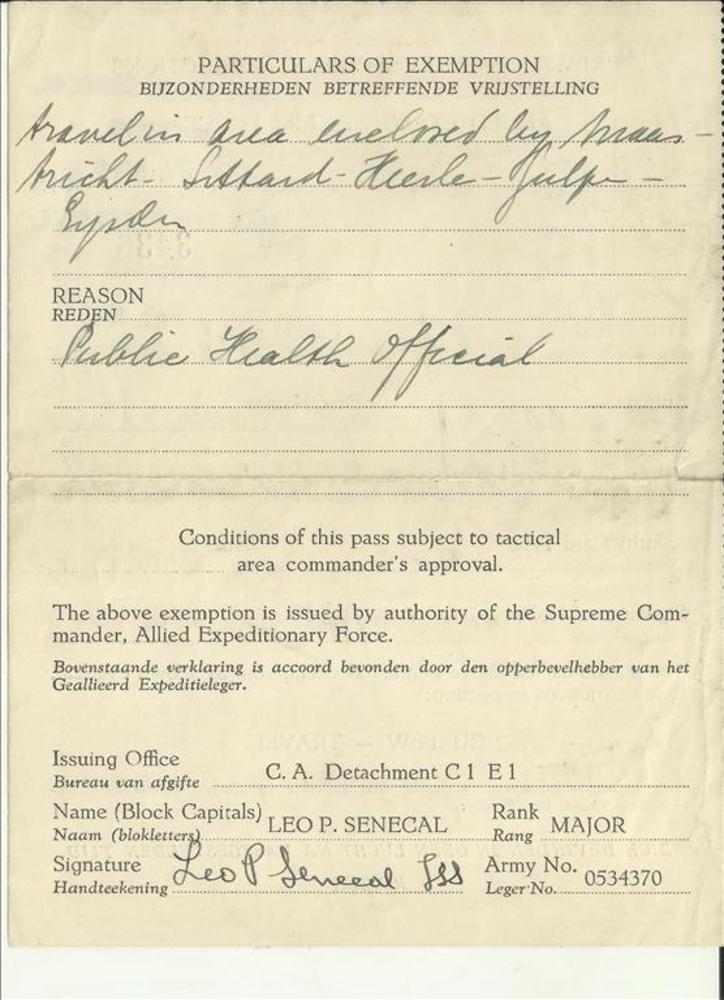 PARTICULARS OF EXEMPTION
BIJZONDERHEDEN BETREFFENDE VRIJSTELLING
travel in area enclosed by Maas-
tricht - Sittard - Heerle - Gulpe -
Eysden
REASON
REDEN
Public Health Official
Conditions of this pass subject to tactical
area commander's approval.
The above exemption is issued by authority of the Supreme Com-
mander, Allied Expeditionary Force.
Bovenstaande verklaring is accoord bevonden door den opperbevelhebber van het
Geallieerd Expeditieleger.
Issuing Office
Bureau van afgifte C. A. Detachment C 1 E 1
Name (Block Capitals) LEO P. SENECAL Rank MAJOR
Naam (blokletters) Rang
Signature Leo P Senecal Army No. 0534370
Handteekening Leger No.